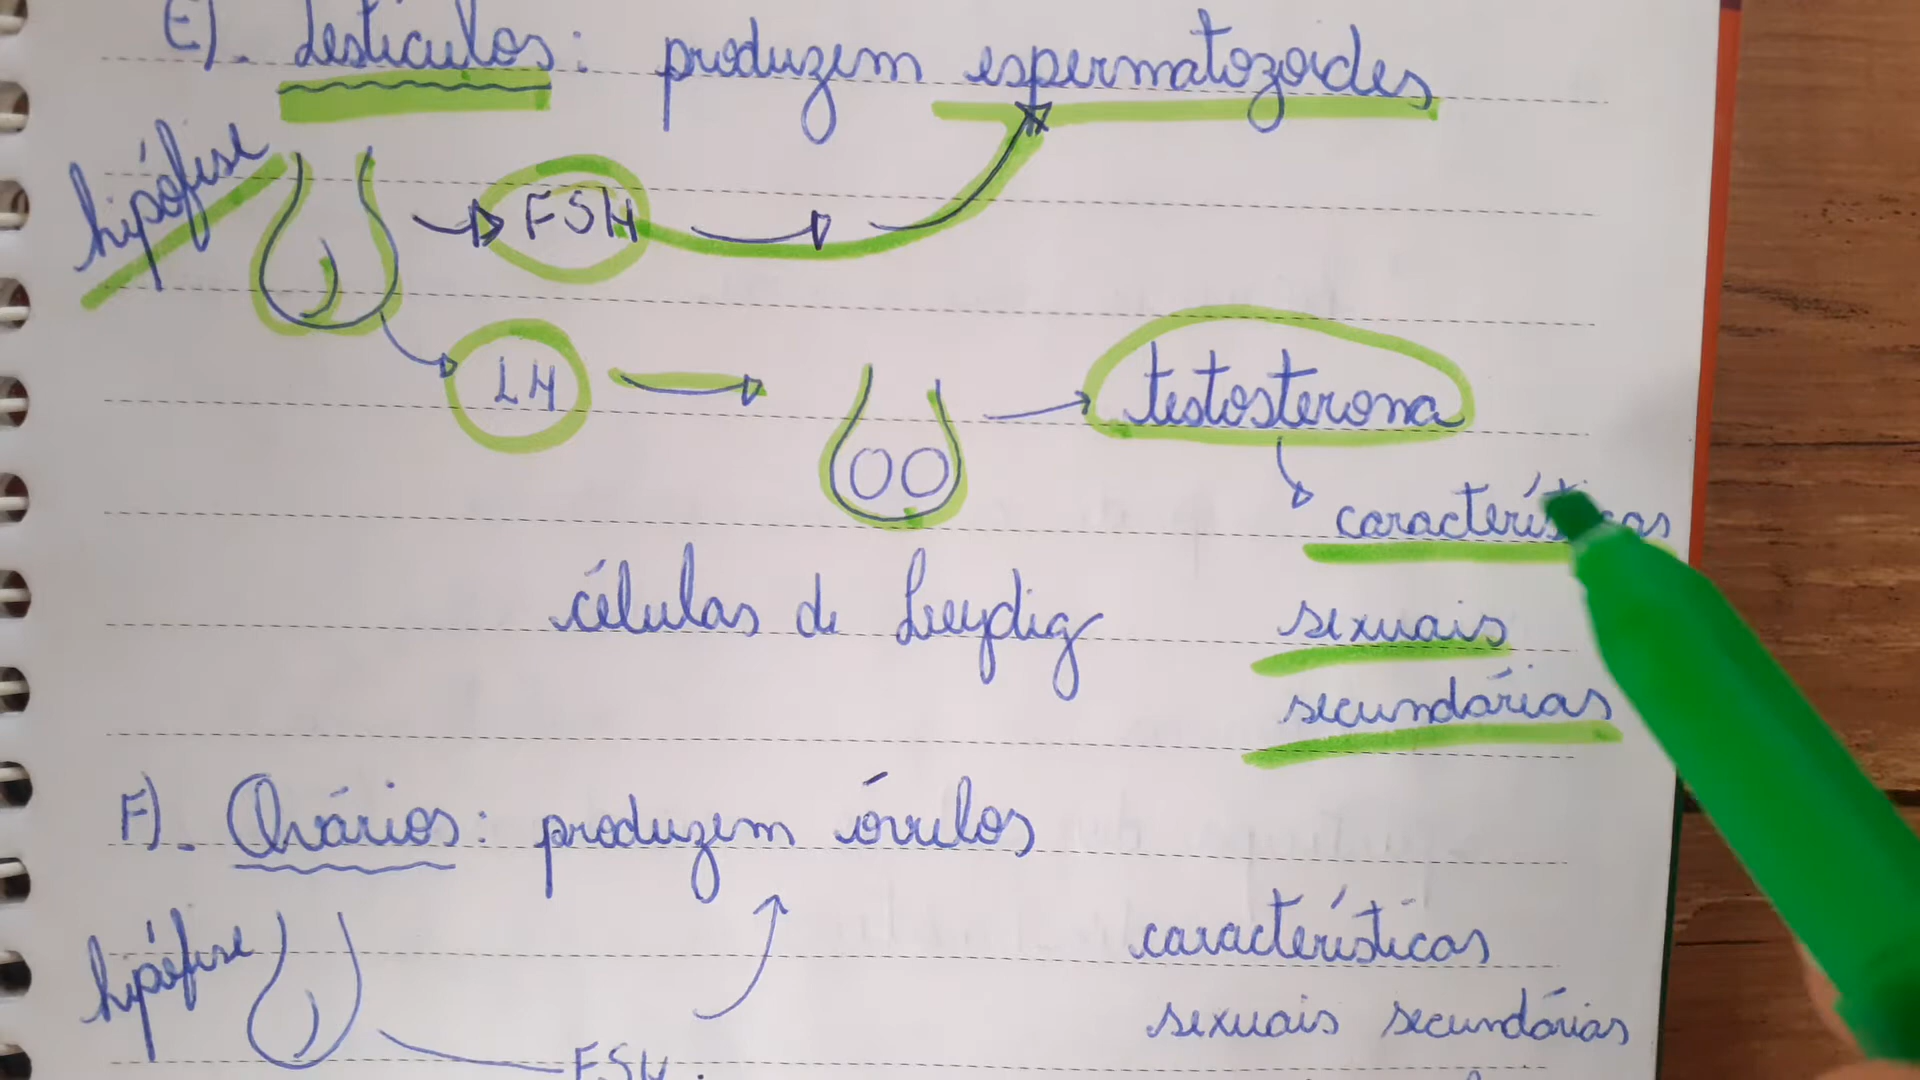 E). Testículos: produzem espermatozoides
hipófise
FSH
LH
testosterona
características
sexuais
secundárias
células de Leydig
F). Ovários: produzem óvulos
hipófise
características
sexuais secundárias
FSH